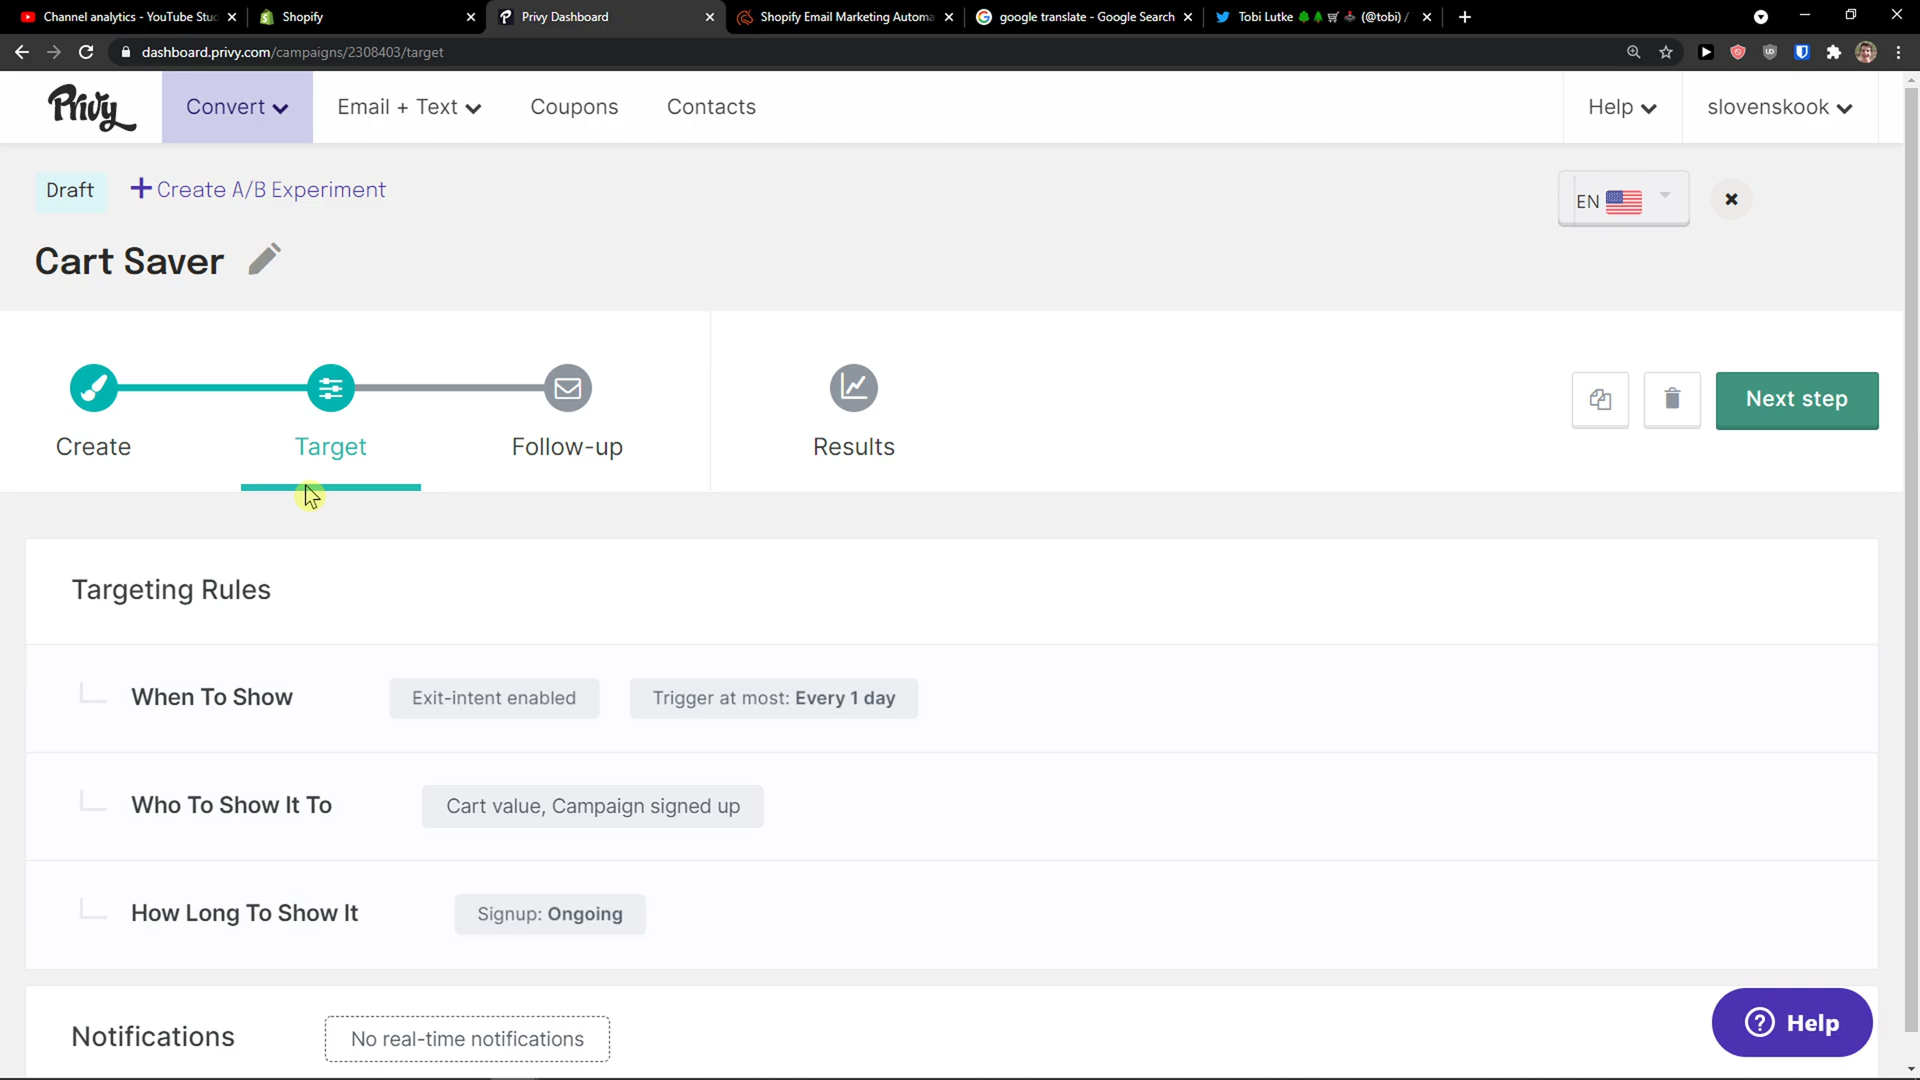 Channel analytics - YouTube Stu
Shopify
Privy Dashboard
Shopify Email Marketing Automa
google translate - Google Search
Tobi Lutke 🌲🌲🛒🕹 (@tobi) /
dashboard.privy.com/campaigns/2308403/target
Privy
Convert
Email + Text
Coupons
Contacts
Help
slovenskook
Draft
+ Create A/B Experiment
EN
Cart Saver
Create
Target
Follow-up
Results
Next step
Targeting Rules
When To Show
Exit-intent enabled
Trigger at most: Every 1 day
Who To Show It To
Cart value, Campaign signed up
How Long To Show It
Signup: Ongoing
Notifications
No real-time notifications
Help